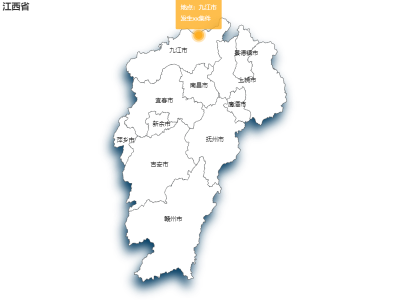 江西省
地点：九江市
发生xx事件
九江市
景德镇市
上饶市
南昌市
宜春市
鹰潭市
新余市
萍乡市
抚州市
吉安市
赣州市